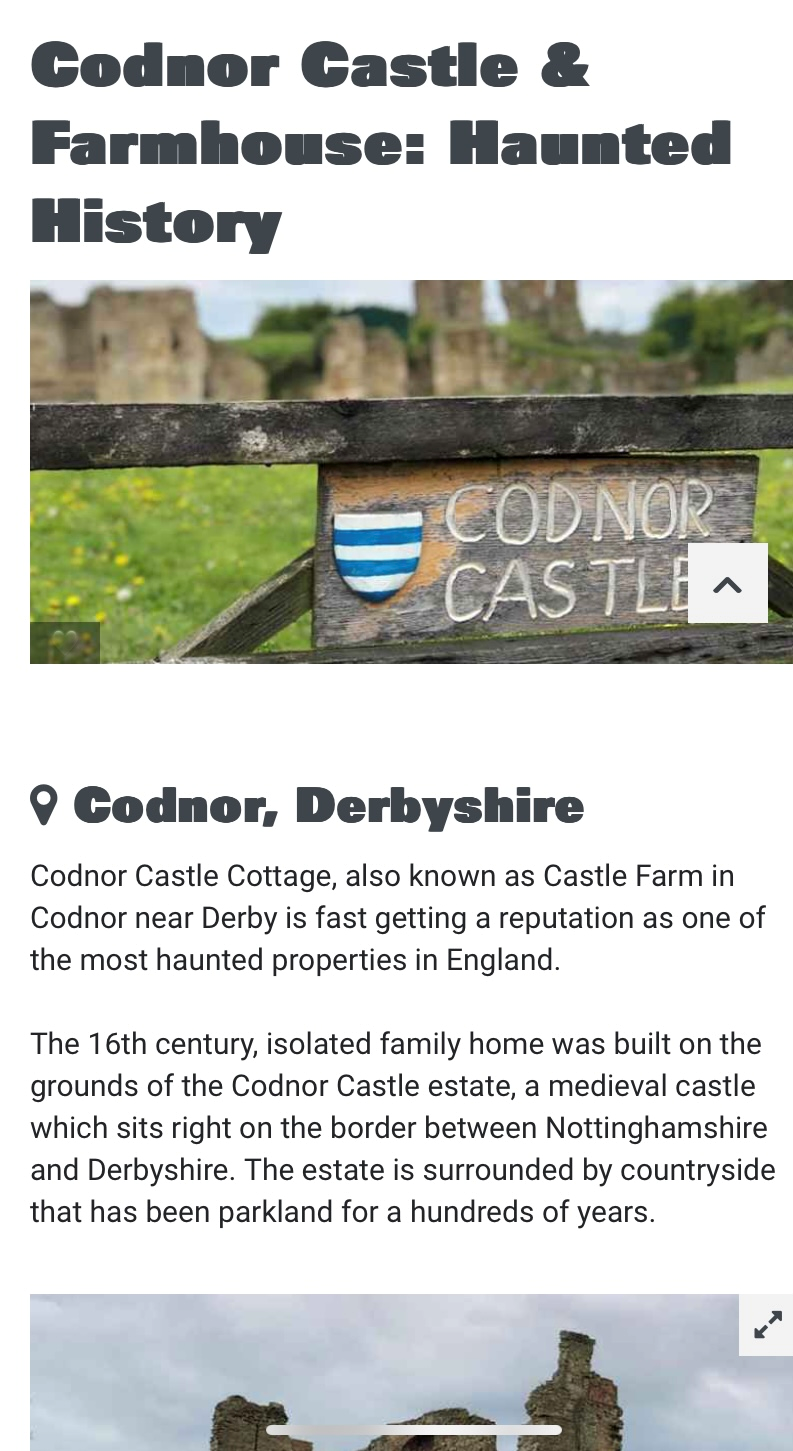 Codnor Castle &
Farmhouse: Haunted
History
CODNOR
CASTLE
Codnor, Derbyshire
Codnor Castle Cottage, also known as Castle Farm in
Codnor near Derby is fast getting a reputation as one of
the most haunted properties in England.
The 16th century, isolated family home was built on the
grounds of the Codnor Castle estate, a medieval castle
which sits right on the border between Nottinghamshire
and Derbyshire. The estate is surrounded by countryside
that has been parkland for a hundreds of years.